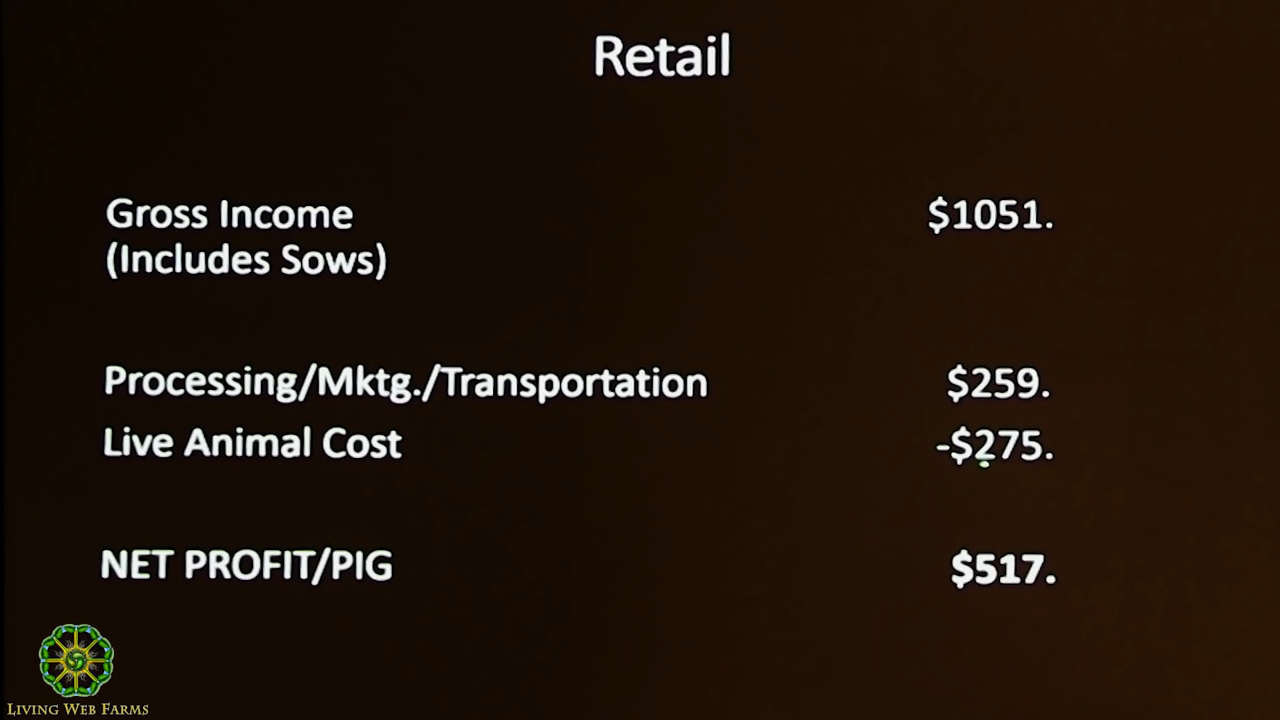 Retail
Gross Income $1051.
(Includes Sows)
Processing/Mktg./Transportation $259.
Live Animal Cost -$275.
NET PROFIT/PIG $517.
LIVING WEB FARMS